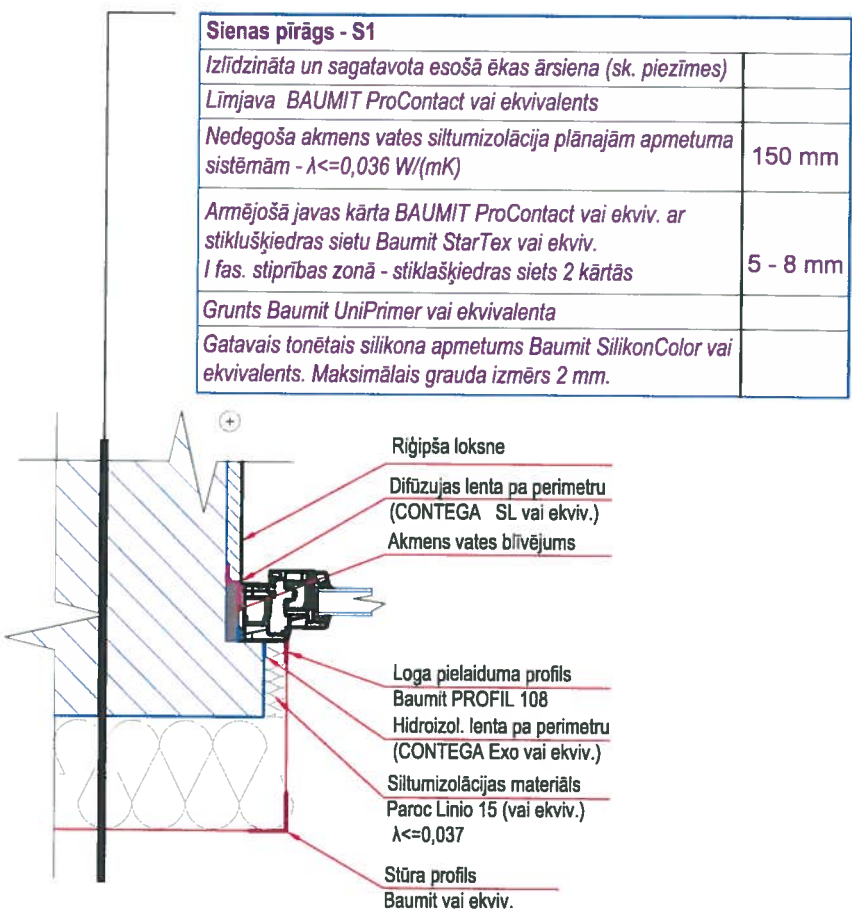 Sienas pīrāgs - S1
Izlīdzināta un sagatavota esošā ēkas ārsiena (sk. piezīmes)
Līmjava BAUMIT ProContact vai ekvivalents
Nedegoša akmens vates siltumizolācija plānajām apmetuma
sistēmām - λ<=0,036 W/(mK)
150 mm
Armējošā javas kārta BAUMIT ProContact vai ekviv. ar
stiklušķiedras sietu Baumit StarTex vai ekviv.
I fas. stiprības zonā - stiklašķiedras siets 2 kārtās
5 - 8 mm
Grunts Baumit UniPrimer vai ekvivalenta
Gatavais tonētais silikona apmetums Baumit SilikonColor vai
ekvivalents. Maksimālais grauda izmērs 2 mm.
Riģipša loksne
Difūzujas lenta pa perimetru
(CONTEGA SL vai ekviv.)
Akmens vates blīvējums
Loga pielaiduma profils
Baumit PROFIL 108
Hidroizol. lenta pa perimetru
(CONTEGA Exo vai ekviv.)
Siltumizolācijas materiāls
Paroc Linio 15 (vai ekviv.)
λ<=0,037
Stūra profils
Baumit vai ekviv.